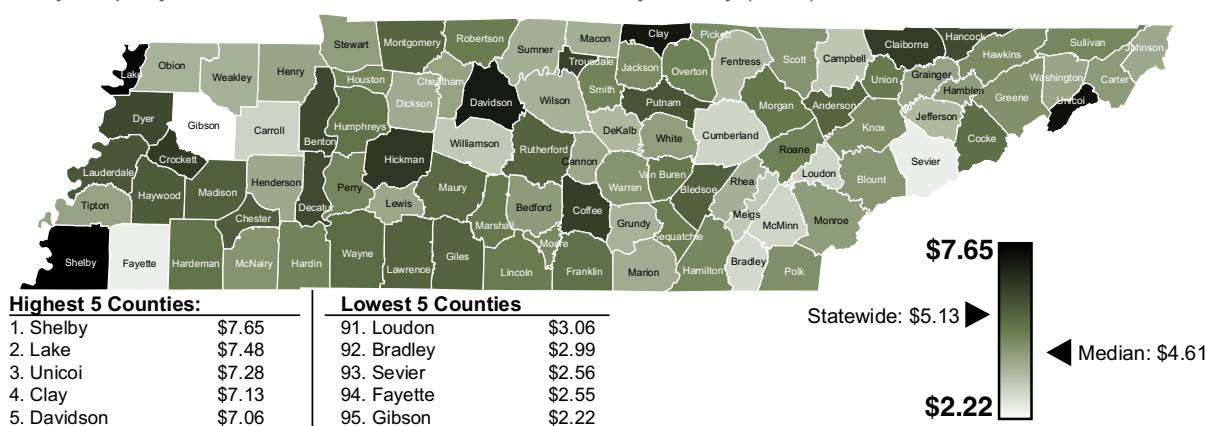 Lake
Obion
Weakley
Henry
Stewart
Montgomery
Robertson
Sumner
Macon
Clay
Pickett
Trousdale
Jackson
Overton
Fentress
Scott
Campbell
Claiborne
Hancock
Hawkins
Sullivan
Johnson
Houston
Cheatham
Dickson
Davidson
Wilson
Smith
Putnam
Morgan
Anderson
Union
Grainger
Hamblen
Greene
Washington
Unicoi
Carter
Dyer
Gibson
Carroll
Benton
Humphreys
Hickman
Williamson
Rutherford
Cannon
DeKalb
White
Cumberland
Roane
Knox
Jefferson
Cocke
Sevier
Lauderdale
Crockett
Tipton
Haywood
Madison
Henderson
Decatur
Perry
Lewis
Maury
Marshall
Bedford
Coffee
Warren
Van Buren
Bledsoe
Rhea
Loudon
Blount
Meigs
McMinn
Monroe
Shelby
Fayette
Hardeman
Chester
McNairy
Hardin
Wayne
Lawrence
Giles
Lincoln
Moore
Franklin
Grundy
Sequatchie
Marion
Hamilton
Bradley
Polk
Highest 5 Counties:
1. Shelby $7.65
2. Lake $7.48
3. Unicoi $7.28
4. Clay $7.13
5. Davidson $7.06
Lowest 5 Counties
91. Loudon $3.06
92. Bradley $2.99
93. Sevier $2.56
94. Fayette $2.55
95. Gibson $2.22
$7.65
Statewide: $5.13
Median: $4.61
$2.22